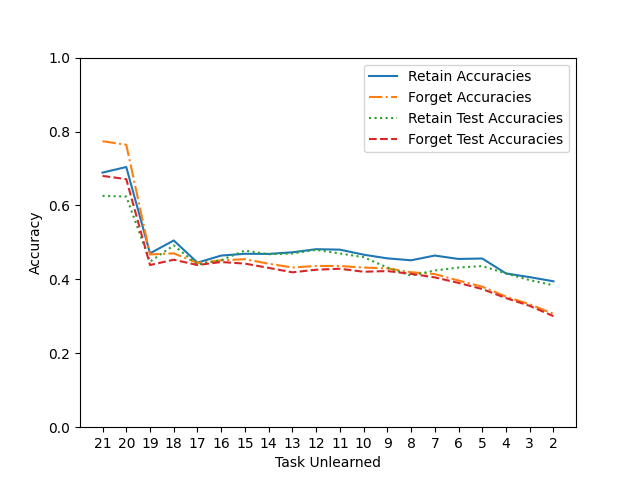 1.0
0.8
0.6
0.4
0.2
0.0
Accuracy
Retain Accuracies
Forget Accuracies
Retain Test Accuracies
Forget Test Accuracies
21 20 19 18 17 16 15 14 13 12 11 10 9 8 7 6 5 4 3 2
Task Unlearned